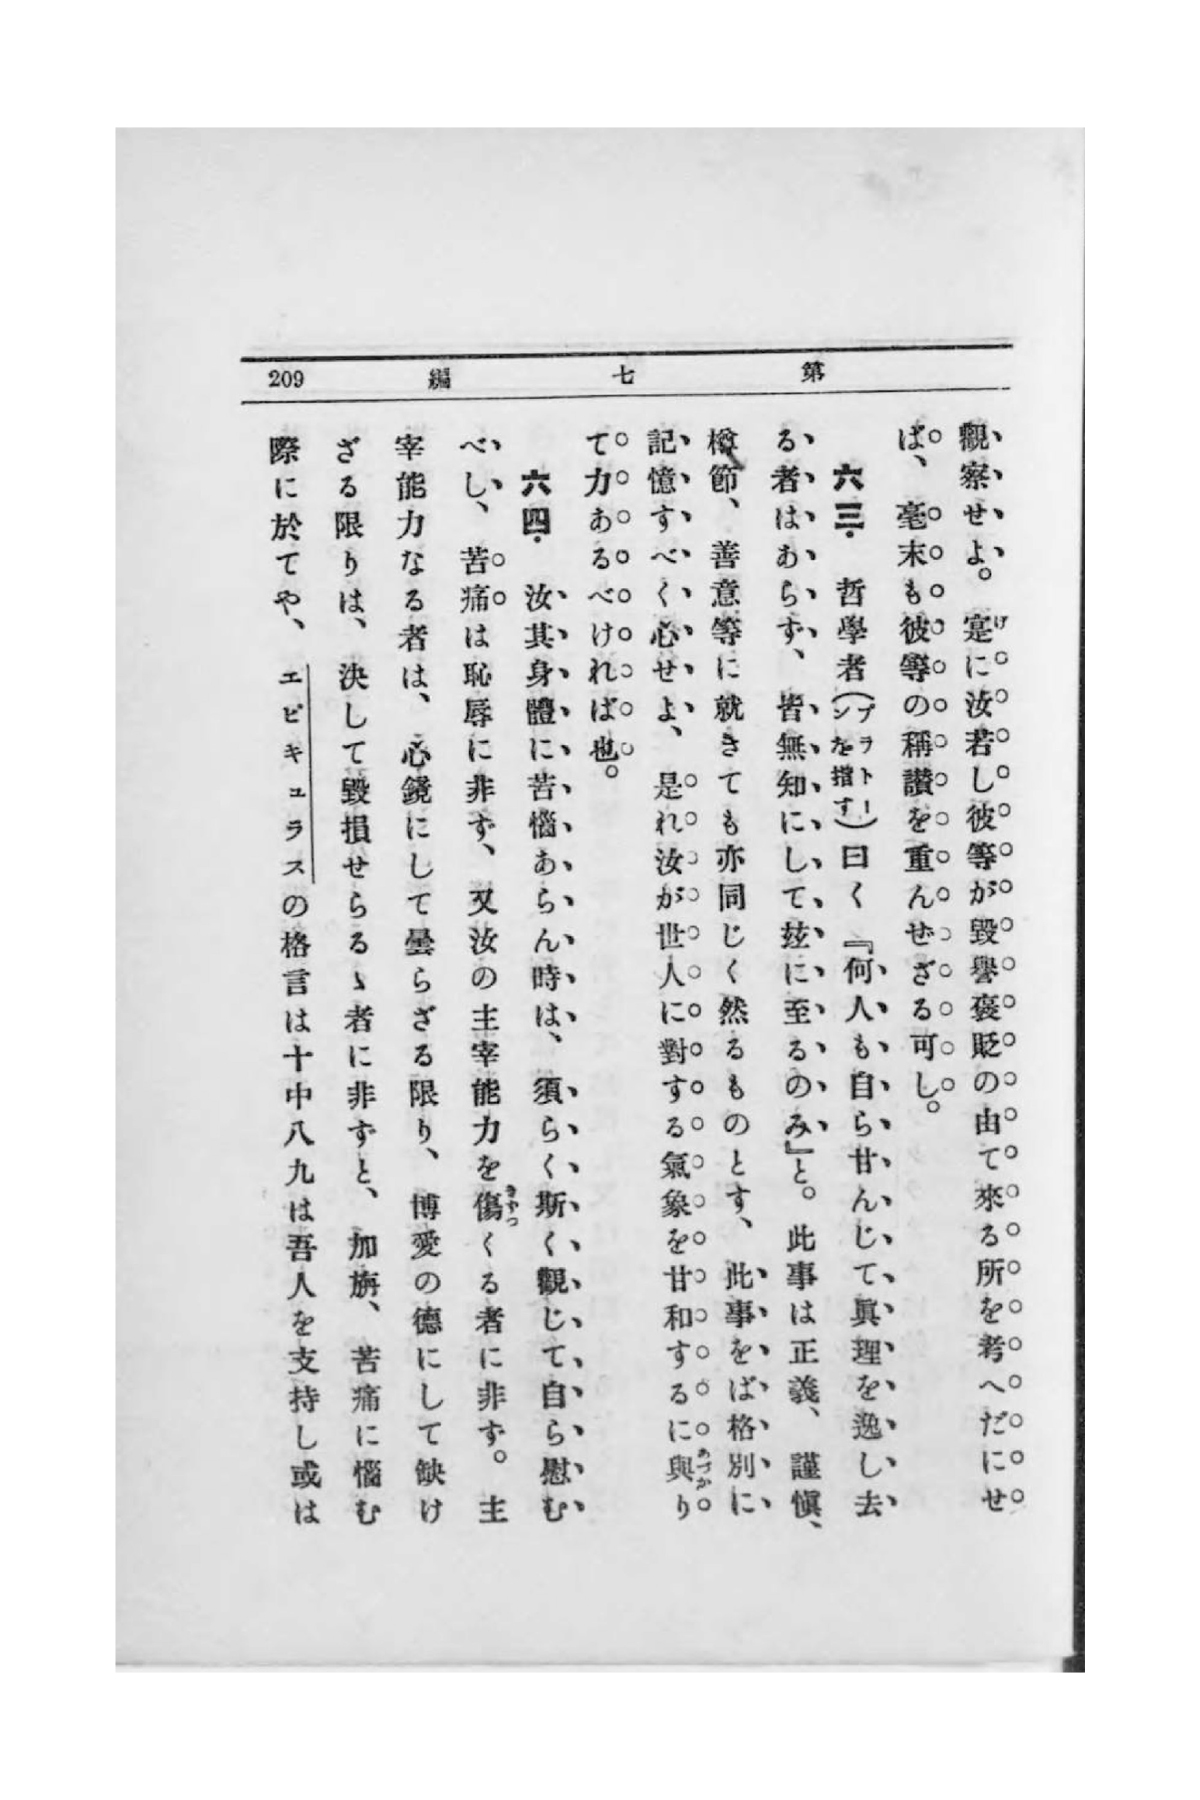 第七編 209
觀察せよ。寔に汝若し彼等が毀譽褒貶の由て來る所を考へだにせ
ば、毫末も彼等の稱讃を重んぜざる可し。
六三・ 哲學者（プラトーンを指す）曰く『何人も自ら甘んじて眞理を逸し去
る者はあらず、皆無知にして玆に至るのみ』と。此事は正義、謹愼、
樽節、善意等に就きても亦同じく然るものとす、此事をば格別に
記憶すべく心せよ、是れ汝が世人に對する氣象を甘和するに與り
て力あるべければ也。
六四・ 汝其身體に苦惱あらん時は、須らく斯く觀じて自ら慰む
べし、苦痛は恥辱に非ず、又汝の主宰能力を傷くる者に非ず。主
宰能力なる者は、心鏡にして曇らざる限り、博愛の德にして缺け
ざる限りは、決して毀損せらるゝ者に非ずと、加旃、苦痛に惱む
際に於てや、エピキュラスの格言は十中八九は吾人を支持し或は